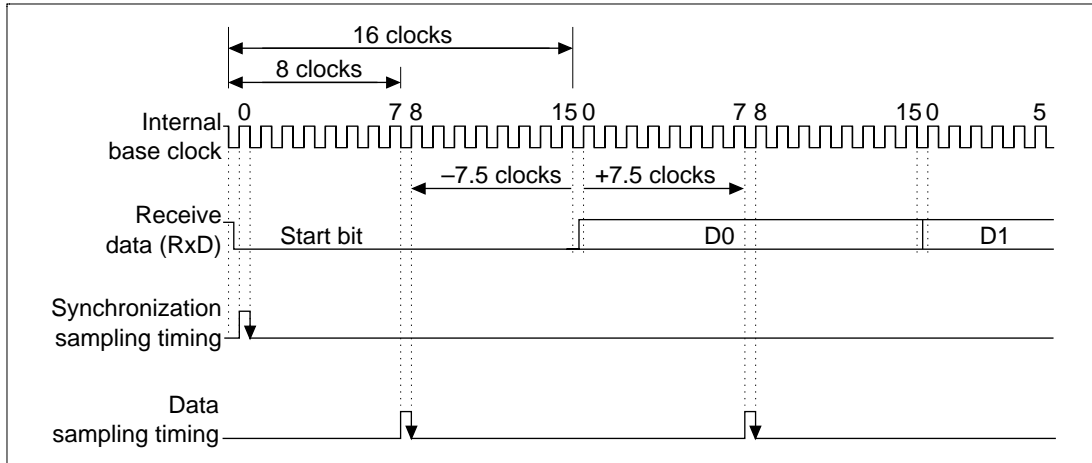 16 clocks
8 clocks
0 7 8 15 0 7 8 15 0 5
Internal
base clock
–7.5 clocks +7.5 clocks
Receive
data (RxD)
Start bit D0 D1
Synchronization
sampling timing
Data
sampling timing